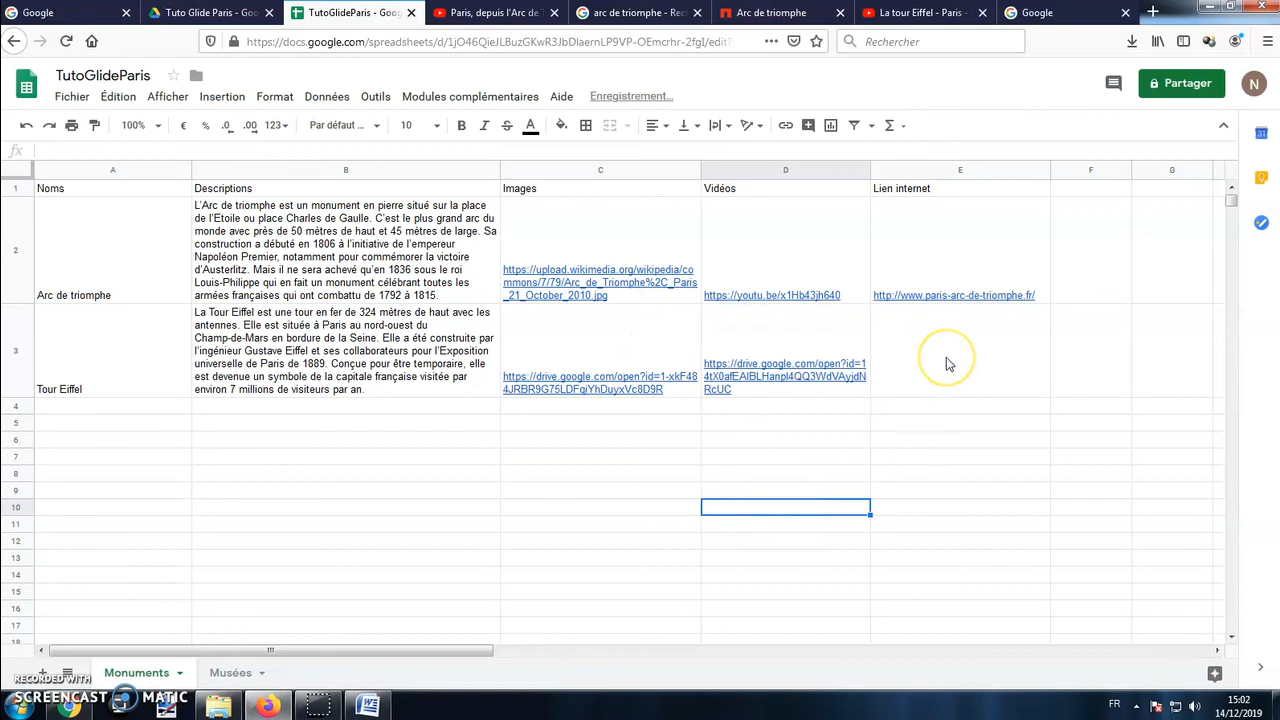 Google
Tuto Glide Paris - Goo
TutoGlideParis - Goog
Paris, depuis l'Arc de
arc de triomphe - Rec
Arc de triomphe
La tour Eiffel - Paris -
Google
https://docs.google.com/spreadsheets/d/1jO46QieJLBuzGKwR3JbDlaernLP9VP-OEmcrhr-2fgI/edit?
Rechercher
TutoGlideParis
Fichier Édition Afficher Insertion Format Données Outils Modules complémentaires Aide Enregistrement...
Partager
N
100% € % .0 .00 123 Par défaut ... 10 B I S A
31
fx
A B C D E F G
1 Noms Descriptions Images Vidéos Lien internet
2
L'Arc de triomphe est un monument en pierre situé sur la place
de l'Etoile ou place Charles de Gaulle. C'est le plus grand arc du
monde avec près de 50 mètres de haut et 45 mètres de large. Sa
construction a débuté en 1806 à l'initiative de l'empereur
Napoléon Premier, notamment pour commémorer la victoire
d'Austerlitz. Mais il ne sera achevé qu'en 1836 sous le roi
Louis-Philippe qui en fait un monument célébrant toutes les
armées françaises qui ont combattu de 1792 à 1815.
Arc de triomphe
https://upload.wikimedia.org/wikipedia/co
mmons/7/79/Arc_de_Triomphe%2C_Paris
_21_October_2010.jpg
https://youtu.be/x1Hb43jh640
http://www.paris-arc-de-triomphe.fr/
3
La Tour Eiffel est une tour en fer de 324 mètres de haut avec les
antennes. Elle est située à Paris au nord-ouest du
Champ-de-Mars en bordure de la Seine. Elle a été construite par
l'ingénieur Gustave Eiffel et ses collaborateurs pour l'Exposition
universelle de Paris de 1889. Conçue pour être temporaire, elle
est devenue un symbole de la capitale française visitée par
environ 7 millions de visiteurs par an.
Tour Eiffel
https://drive.google.com/open?id=1-xkF48
4JRBR9G75LDFqiYhDuyxVc8D9R
https://drive.google.com/open?id=1
4tX0afEAIBLHanpl4QQ3WdVAyjdN
RcUC
4
5
6
7
8
9
10
11
12
13
14
15
16
17
18
Monuments
Musées
RECORDED WITH
SCREENCAST O MATIC
FR
15:02
14/12/2019